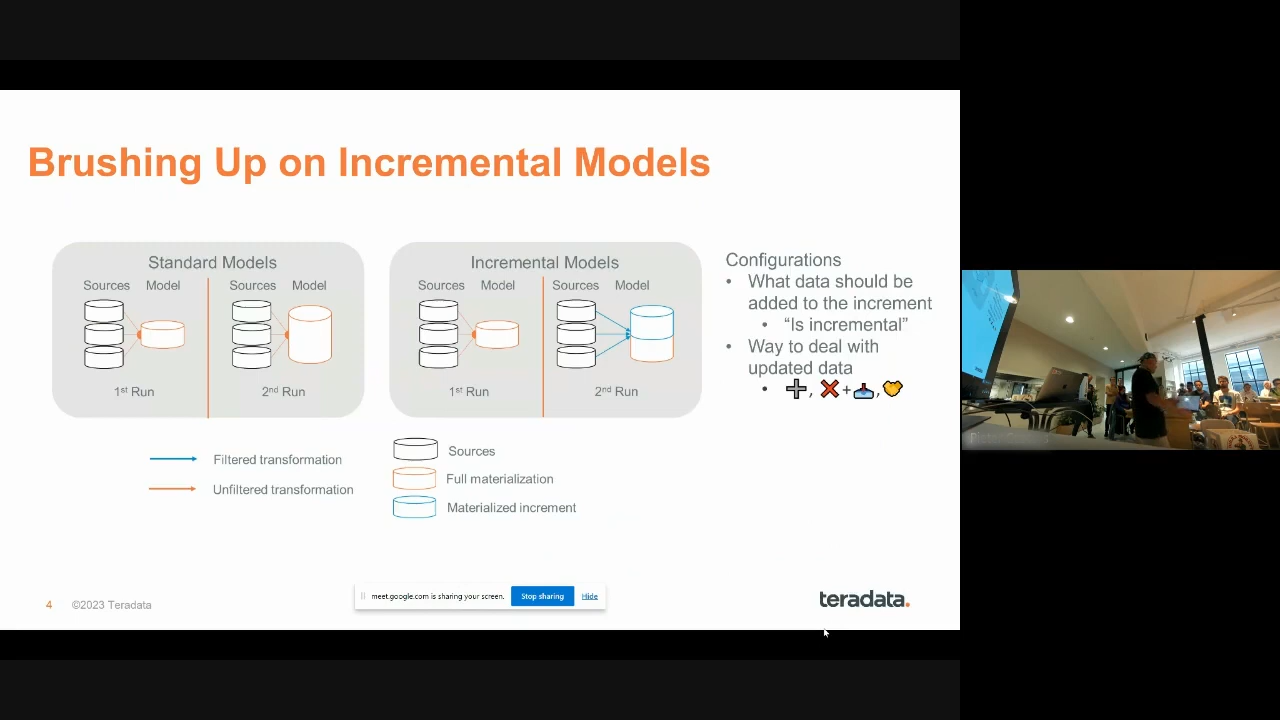 Brushing Up on Incremental Models
Standard Models
Sources Model
Sources Model
1st Run
2nd Run
Incremental Models
Sources Model
Sources Model
1st Run
2nd Run
Configurations
• What data should be
added to the increment
• “Is incremental”
• Way to deal with
updated data
• ➕, ❌+📥,🤝
Filtered transformation
Unfiltered transformation
Sources
Full materialization
Materialized increment
meet.google.com is sharing your screen.
Stop sharing
Hide
4 ©2023 Teradata
teradata.